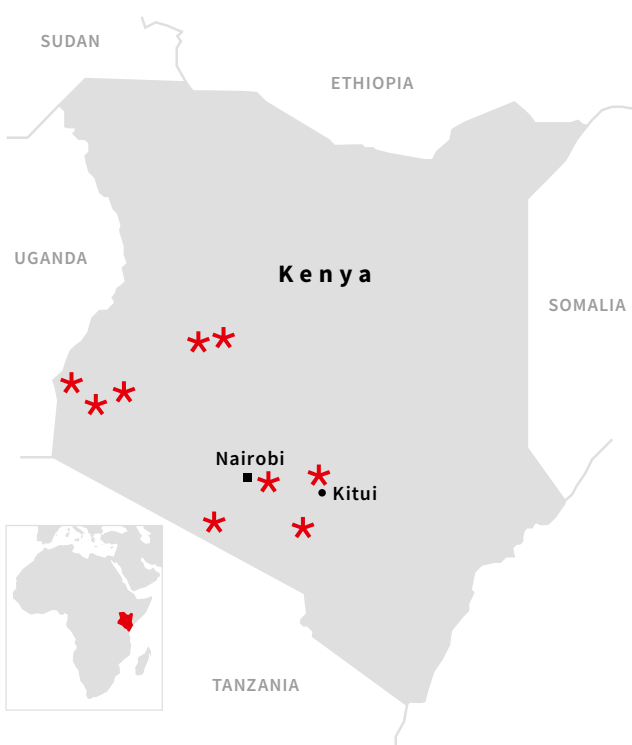 SUDAN
ETHIOPIA
UGANDA
Kenya
SOMALIA
Nairobi
Kitui
TANZANIA